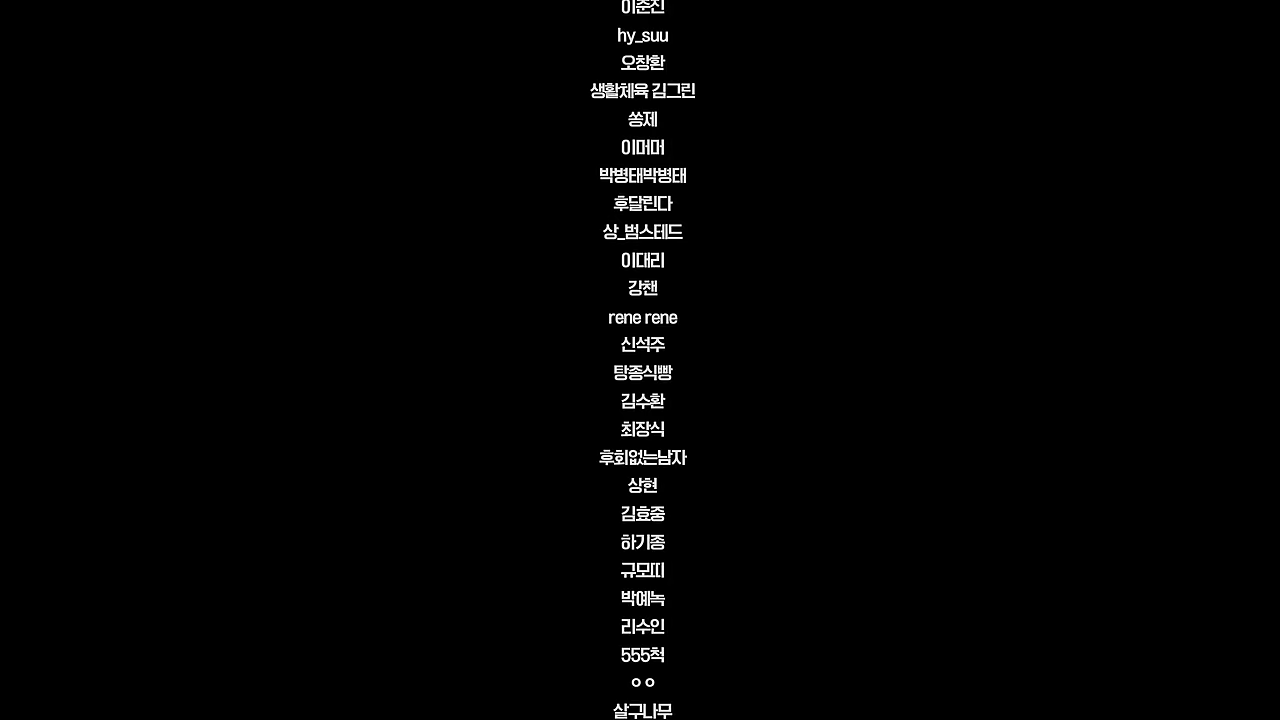 이준진
hy_suu
오창환
생활체육 김그린
쏭제
이머머
박병태박병태
후달린다
상_범스테드
이대리
강챈
rene rene
신석주
탕종식빵
김수환
최장식
후회없는남자
상현
김효중
하기종
규모띠
박예녹
리수인
555척
ㅇㅇ
살구나무